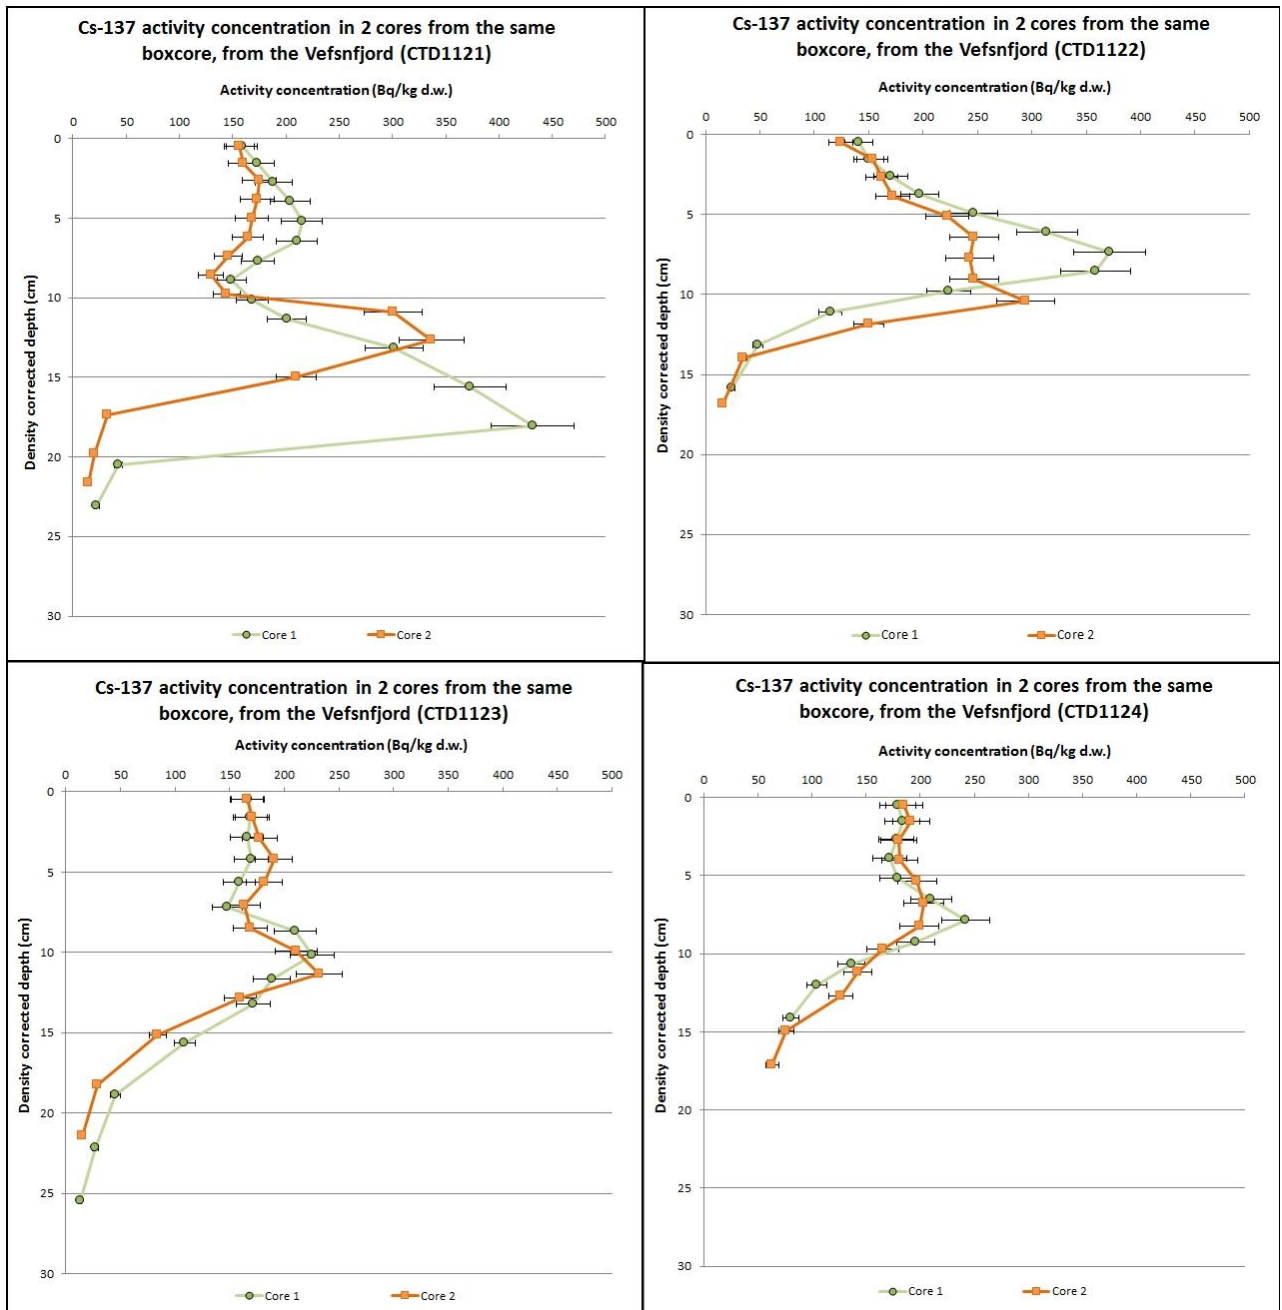 Cs-137 activity concentration in 2 cores from the same
boxcore, from the Vefsnfjord (CTD1121)
Activity concentration (Bq/kg d.w.)
0 50 100 150 200 250 300 350 400 450 500
0
5
10
15
20
25
30
Density corrected depth (cm)
Core 1 Core 2
Cs-137 activity concentration in 2 cores from the same
boxcore, from the Vefsnfjord (CTD1122)
Activity concentration (Bq/kg d.w.)
0 50 100 150 200 250 300 350 400 450 500
0
5
10
15
20
25
30
Density corrected depth (cm)
Core 1 Core 2
Cs-137 activity concentration in 2 cores from the same
boxcore, from the Vefsnfjord (CTD1123)
Activity concentration (Bq/kg d.w.)
0 50 100 150 200 250 300 350 400 450 500
0
5
10
15
20
25
30
Density corrected depth (cm)
Core 1 Core 2
Cs-137 activity concentration in 2 cores from the same
boxcore, from the Vefsnfjord (CTD1124)
Activity concentration (Bq/kg d.w.)
0 50 100 150 200 250 300 350 400 450 500
0
5
10
15
20
25
30
Density corrected depth (cm)
Core 1 Core 2